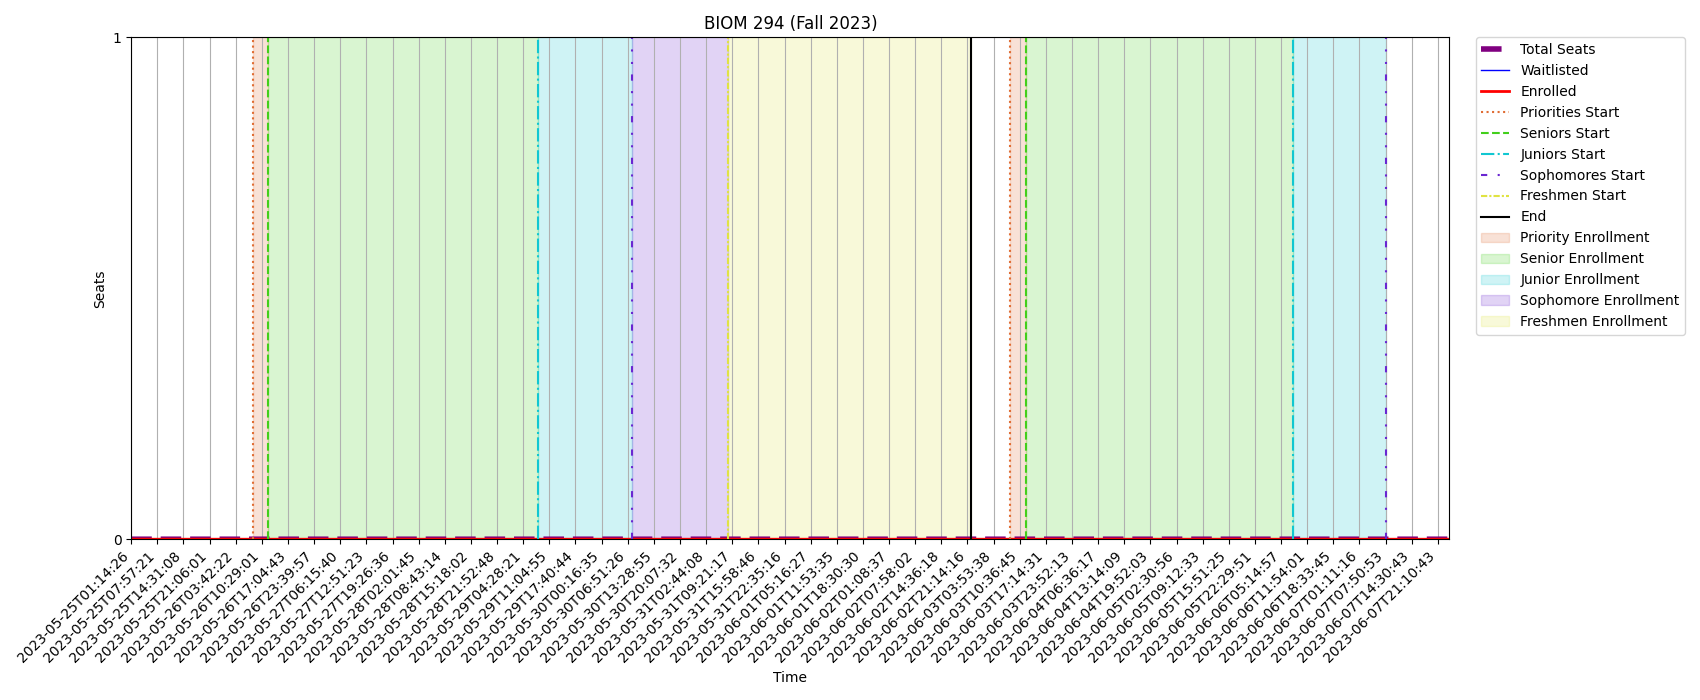 BIOM 294 (Fall 2023)
1
0
Seats
2023-05-25T01:14:26
2023-05-25T07:57:21
2023-05-25T14:31:08
2023-05-25T21:06:01
2023-05-26T03:42:22
2023-05-26T10:29:01
2023-05-26T17:04:43
2023-05-26T23:39:57
2023-05-27T06:15:40
2023-05-27T12:51:23
2023-05-27T19:26:36
2023-05-28T02:01:45
2023-05-28T08:43:14
2023-05-28T15:18:02
2023-05-28T21:52:48
2023-05-29T04:28:21
2023-05-29T11:04:55
2023-05-29T17:40:44
2023-05-30T00:16:35
2023-05-30T06:51:26
2023-05-30T13:28:55
2023-05-30T20:07:32
2023-05-31T02:44:08
2023-05-31T09:21:17
2023-05-31T15:58:46
2023-05-31T22:35:16
2023-06-01T05:16:27
2023-06-01T11:53:35
2023-06-01T18:30:30
2023-06-02T01:08:37
2023-06-02T07:58:02
2023-06-02T14:36:18
2023-06-02T21:14:16
2023-06-03T03:53:38
2023-06-03T10:36:45
2023-06-03T17:14:31
2023-06-03T23:52:13
2023-06-04T06:36:17
2023-06-04T13:14:09
2023-06-04T19:52:03
2023-06-05T02:30:56
2023-06-05T09:12:33
2023-06-05T15:51:25
2023-06-05T22:29:51
2023-06-06T05:14:57
2023-06-06T11:54:01
2023-06-06T18:33:45
2023-06-07T01:11:16
2023-06-07T07:50:53
2023-06-07T14:30:43
2023-06-07T21:10:43
Time
Total Seats
Waitlisted
Enrolled
Priorities Start
Seniors Start
Juniors Start
Sophomores Start
Freshmen Start
End
Priority Enrollment
Senior Enrollment
Junior Enrollment
Sophomore Enrollment
Freshmen Enrollment